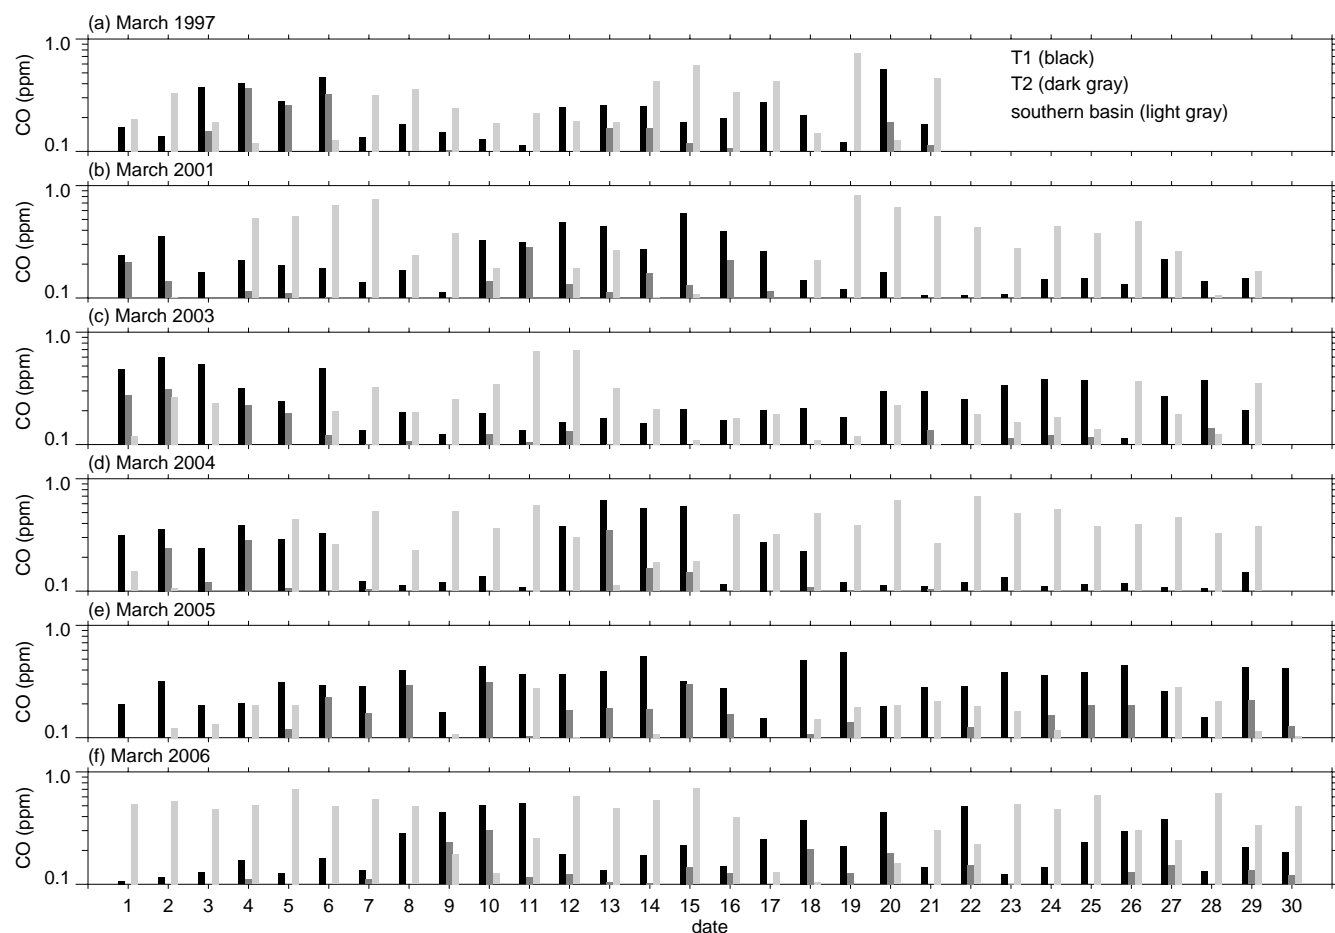 (a) March 1997
1.0
CO (ppm)
0.1
T1 (black)
T2 (dark gray)
southern basin (light gray)
(b) March 2001
1.0
CO (ppm)
0.1
(c) March 2003
1.0
CO (ppm)
0.1
(d) March 2004
1.0
CO (ppm)
0.1
(e) March 2005
1.0
CO (ppm)
0.1
(f) March 2006
1.0
CO (ppm)
0.1
1 2 3 4 5 6 7 8 9 10 11 12 13 14 15 16 17 18 19 20 21 22 23 24 25 26 27 28 29 30
date